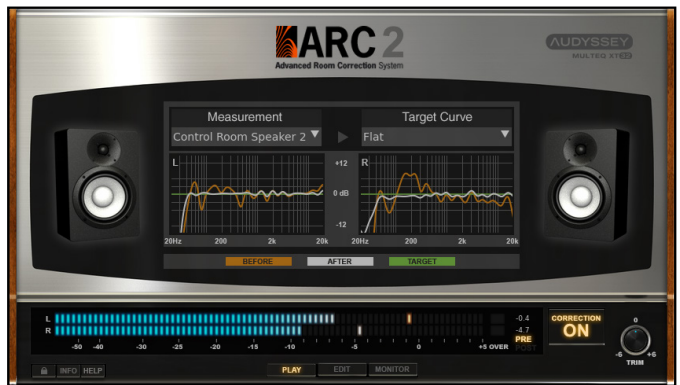 ARC 2
Advanced Room Correction System
AUDYSSEY
MULTEQ XT32
Measurement
Target Curve
Control Room Speaker 2
Flat
L
R
+12
0 dB
-12
20Hz 200 2k 20k
20Hz 200 2k 20k
BEFORE AFTER TARGET
L
R
-0.4
-4.7
PRE
POST
-50 -40 -30 -25 -20 -15 -10 -5 0 +5 OVER
CORRECTION
ON
0
-6 +6
TRIM
INFO HELP
PLAY EDIT MONITOR